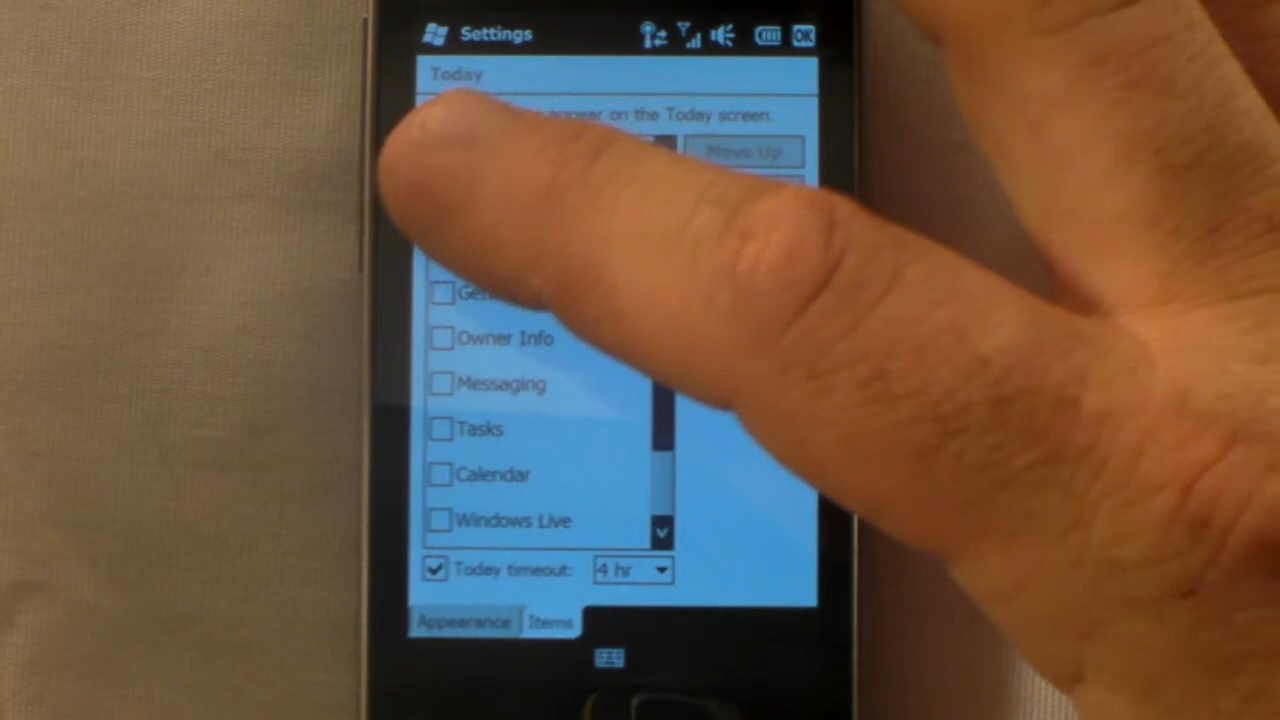 Settings
OK
Today
appear on the Today screen.
Move Up
Owner Info
Messaging
Tasks
Calendar
Windows Live
Today timeout: 4 hr
Appearance Items